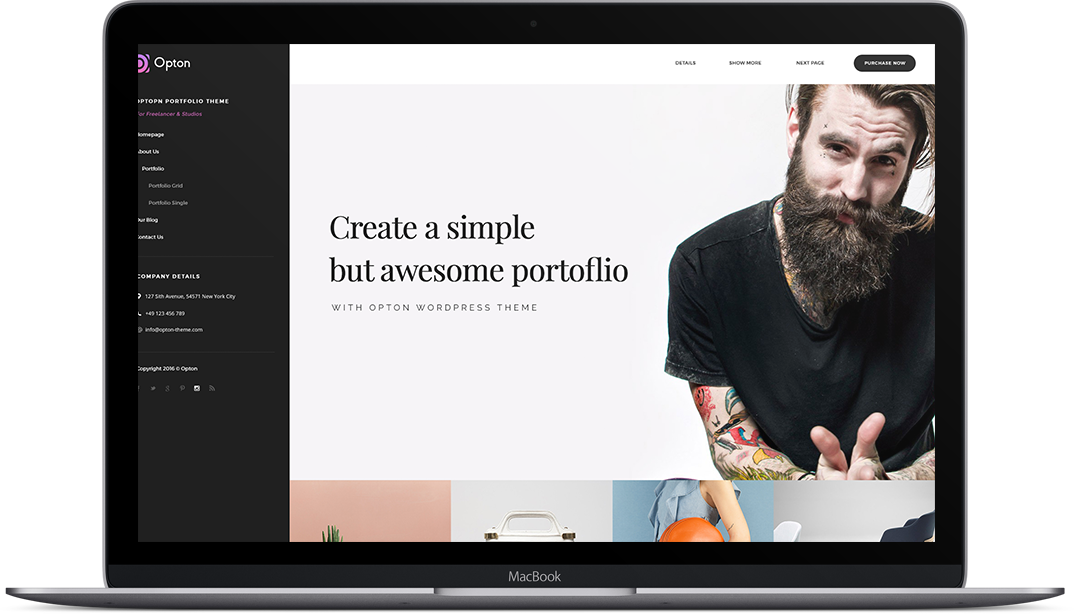 Opton
DETAILS
SHOW MORE
NEXT PAGE
PURCHASE NOW
OPTOPN PORTFOLIO THEME
for Freelancer & Studios
Homepage
About Us
Portfolio
Portfolio Grid
Portfolio Single
Our Blog
Contact Us
COMPANY DETAILS
127 Sith Avenue, 54571 New York City
+49 123 456 789
info@opton-theme.com
Copyright 2016 © Opton
Create a simple
but awesome portoflio
WITH OPTON WORDPRESS THEME
MacBook